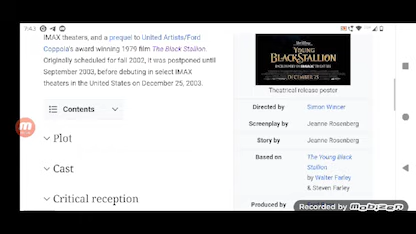 IMAX theaters, and a prequel to United Artists/Ford
Coppola's award winning 1979 film The Black Stallion.
Originally scheduled for fall 2002, it was postponed until
September 2003, before debuting in select IMAX
theaters in the United States on December 25, 2003.
Contents
Plot
Cast
Critical reception
YOUNG
BLACK STALLION
DECEMBER 25
Theatrical release poster
Directed by Simon Wincer
Screenplay by Jeanne Rosenberg
Story by Jeanne Rosenberg
Based on The Young Black
Stallion
by Walter Farley
& Steven Farley
Produced by
Recorded by
Mobizen